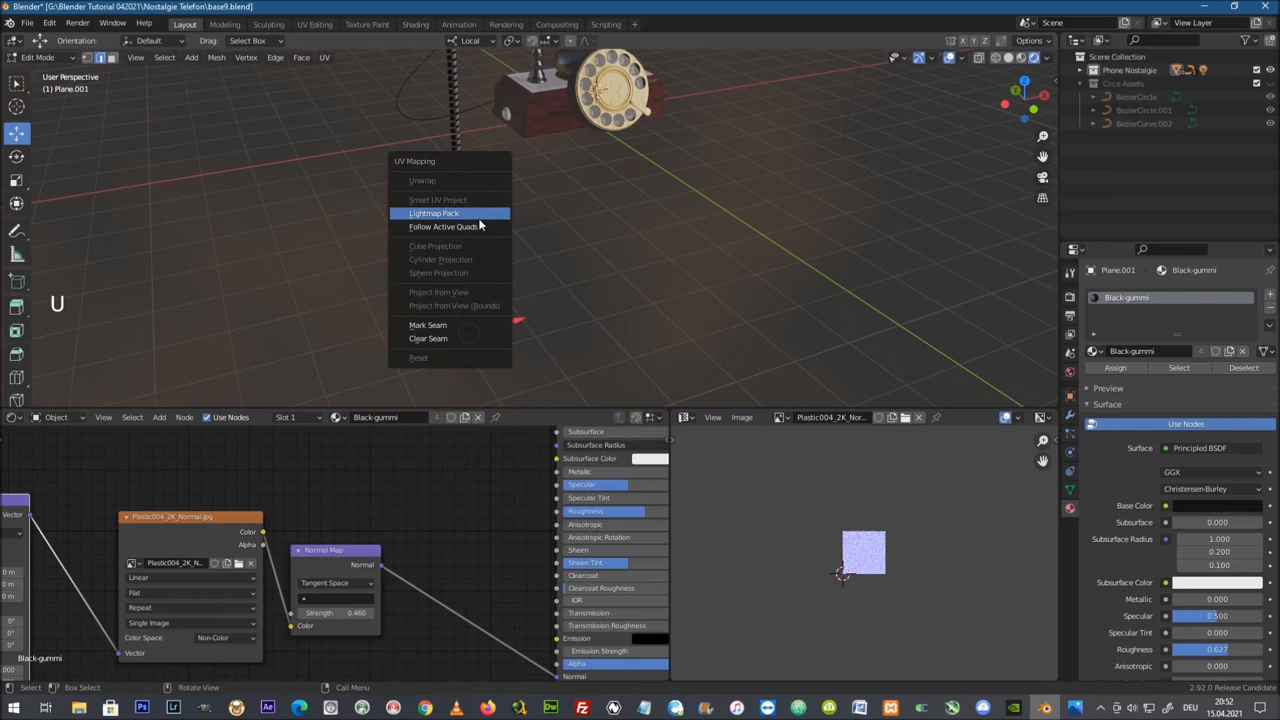 Blender* [G:\Blender Tutorial 042021\Nostalgie Telefon\base9.blend]
File Edit Render Window Help Layout Modeling Sculpting UV Editing Texture Paint Shading Animation Rendering Compositing Scripting Scene View Layer
Orientation: Default Drag: Select Box Local X Y Z Options
Edit Mode View Select Add Mesh Vertex Edge Face UV
User Perspective
(1) Plane.001
Z
X
Y
Scene Collection
Phone Nostalgie
Circe Assets
BezierCircle
BezierCircle.001
BezierCurve.002
UV Mapping
Unwrap
Smart UV Project
Lightmap Pack
Follow Active Quads
Cube Projection
Cylinder Projection
Sphere Projection
Project from View
Project from View (Bounds)
Mark Seam
Clear Seam
Reset
U
Plane.001 Black-gummi
Black-gummi
Black-gummi 4
Assign Select Deselect
Preview
Surface
Use Nodes
Surface Principled BSDF
GGX
Christensen-Burley
Base Color
Subsurface 0.000
Subsurface Radius 1.000
0.200
0.100
Subsurface Color
Metallic 0.000
Specular 0.500
Specular Tint 0.000
Roughness 0.627
Anisotropic 0.000
Object View Select Add Node Use Nodes Slot 1 Black-gummi 4
Vector
0 m
0 m
0 m
0°
0°
0°
000
Plastic004_2K_Normal.jpg
Color
Alpha
Plastic004_2K_N...
Linear
Flat
Repeat
Single Image
Color Space Non-Color
Vector
Normal Map
Normal
Tangent Space
Strength 0.460
Color
Subsurface
Subsurface Radius
Subsurface Color
Metallic
Specular
Specular Tint
Roughness
Anisotropic
Anisotropic Rotation
Sheen
Sheen Tint
Clearcoat
Clearcoat Roughness
IOR
Transmission
Transmission Roughness
Emission
Emission Strength
Alpha
Normal
Black-gummi
View Image Plastic004_2K_Nor...
Select Box Select Rotate View Call Menu 2.92.0 Release Candidate
DEU 20:52
15.04.2021